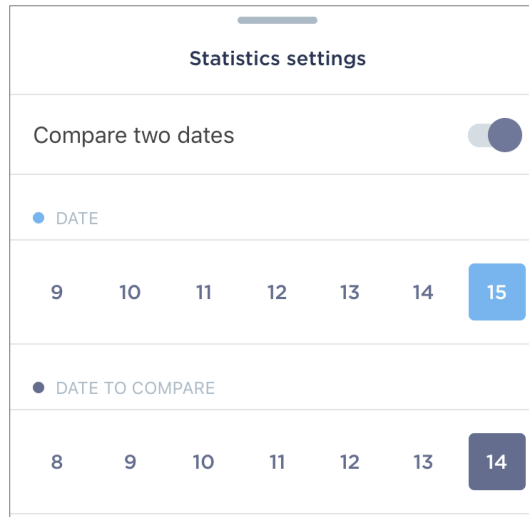 Statistics settings
Compare two dates
DATE
9 10 11 12 13 14 15
DATE TO COMPARE
8 9 10 11 12 13 14